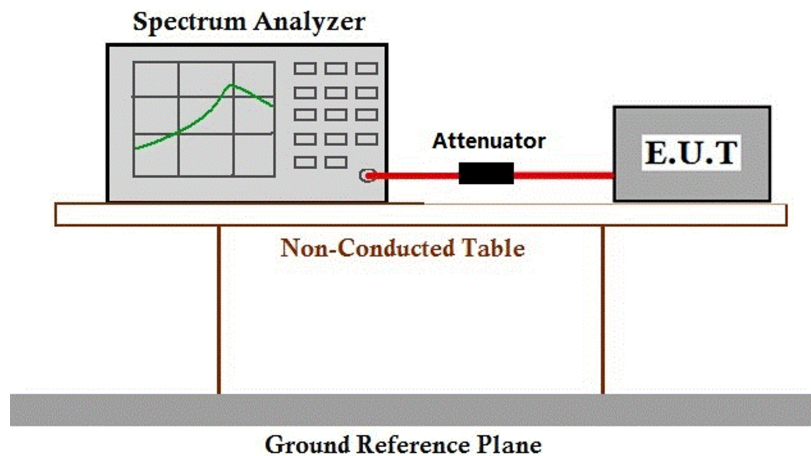 Spectrum Analyzer
Attenuator
E.U.T
Non-Conducted Table
Ground Reference Plane